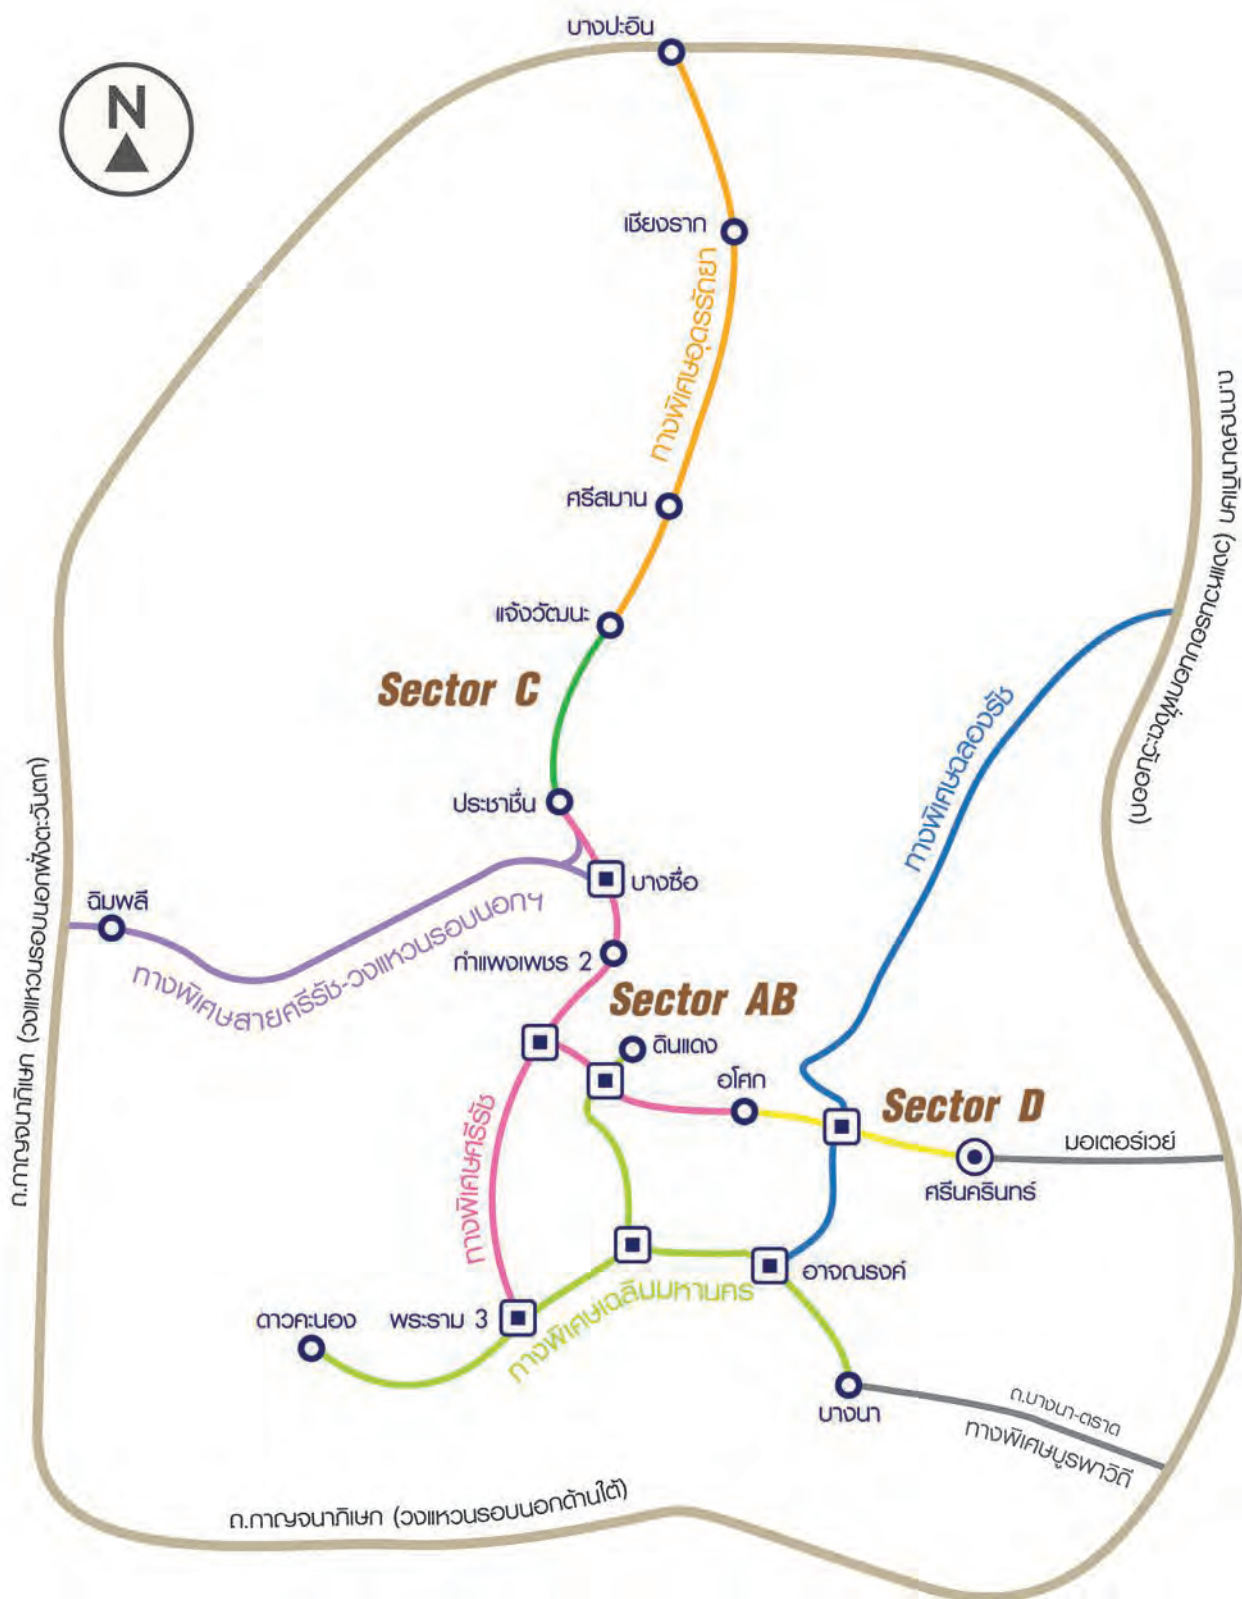 บางปะอิน
N
เชียงราก
ทางพิเศษอุดรรัถยา
ศรีสมาน
ถ.กาญจนาภิเษก (วงแหวนรอบนอกฝั่งตะวันออก)
แจ้งวัฒนะ
Sector C
ทางพิเศษฉลองรัช
ถ.กาญจนาภิเษก (วงแหวนรอบนอกฝั่งตะวันตก)
ประชาชื่น
บางซื่อ
ฉิมพลี
ทางพิเศษสายศรีรัช-วงแหวนรอบนอกฯ
กำแพงเพชร 2
Sector AB
ดินแดง
อโศก
Sector D
มอเตอร์เวย์
ศรีนครินทร์
ทางพิเศษศรีรัช
อาจณรงค์
ทางพิเศษเฉลิมมหานคร
ดาวคะนอง
พระราม 3
บางนา
ถ.บางนา-ตราด
ทางพิเศษบูรพาวิถี
ถ.กาญจนาภิเษก (วงแหวนรอบนอกด้านใต้)